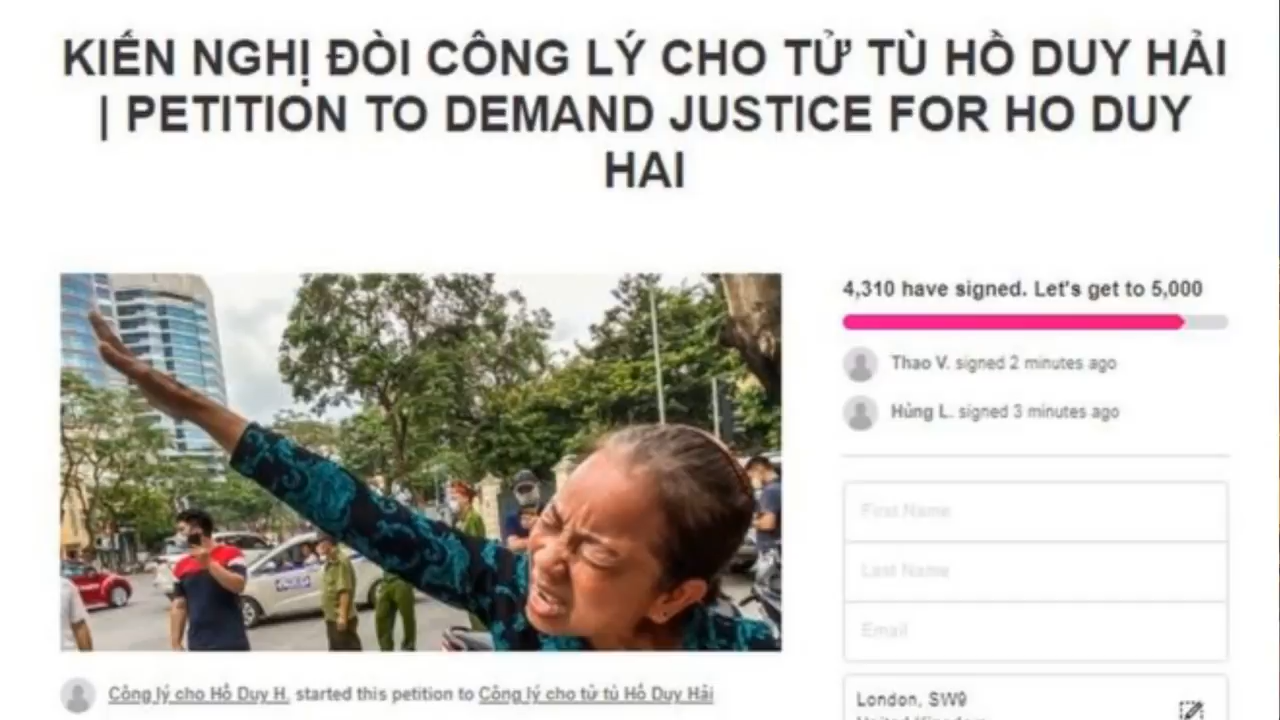 KIẾN NGHỊ ĐÒI CÔNG LÝ CHO TỬ TÙ HỒ DUY HẢI
| PETITION TO DEMAND JUSTICE FOR HO DUY
HAI
4,310 have signed. Let's get to 5,000
Thao V. signed 2 minutes ago
Hùng L. signed 3 minutes ago
First Name
Last Name
Email
Công lý cho Hồ Duy H. started this petition to Công lý cho tử tù Hồ Duy Hải
London, SW9
United Kingdom